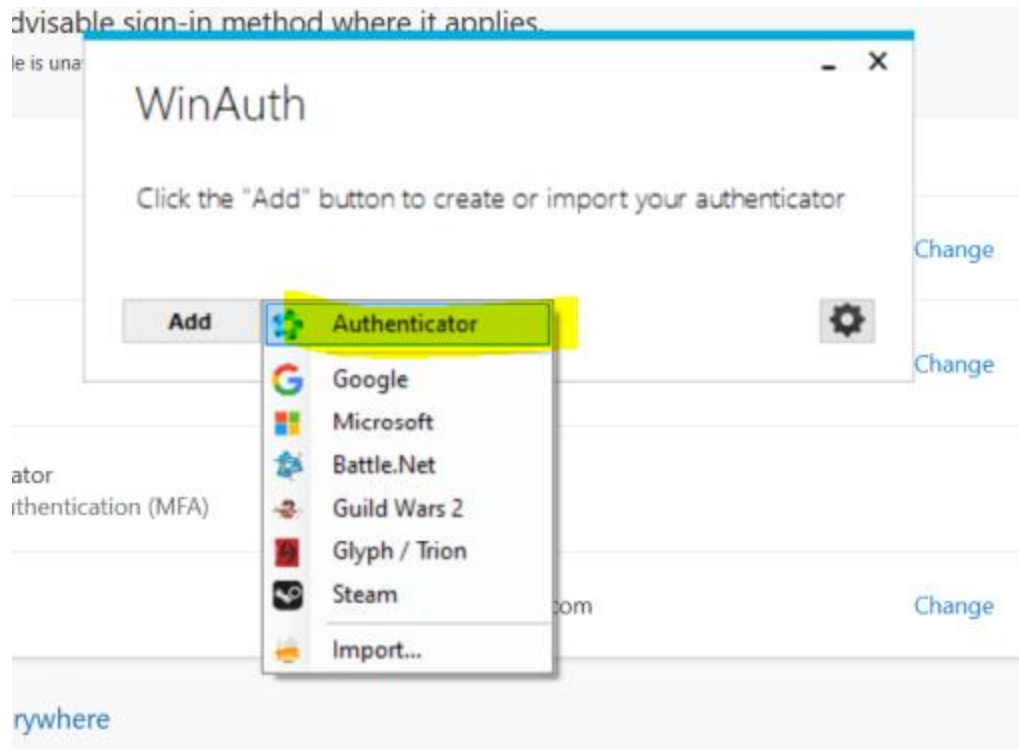 dvisable sign-in method where it applies.
le is una
WinAuth
Click the "Add" button to create or import your authenticator
Change
Add
Authenticator
Google
Change
Microsoft
Battle.Net
ator
Guild Wars 2
thentication (MFA)
Glyph / Trion
Steam
com
Change
Import...
rywhere